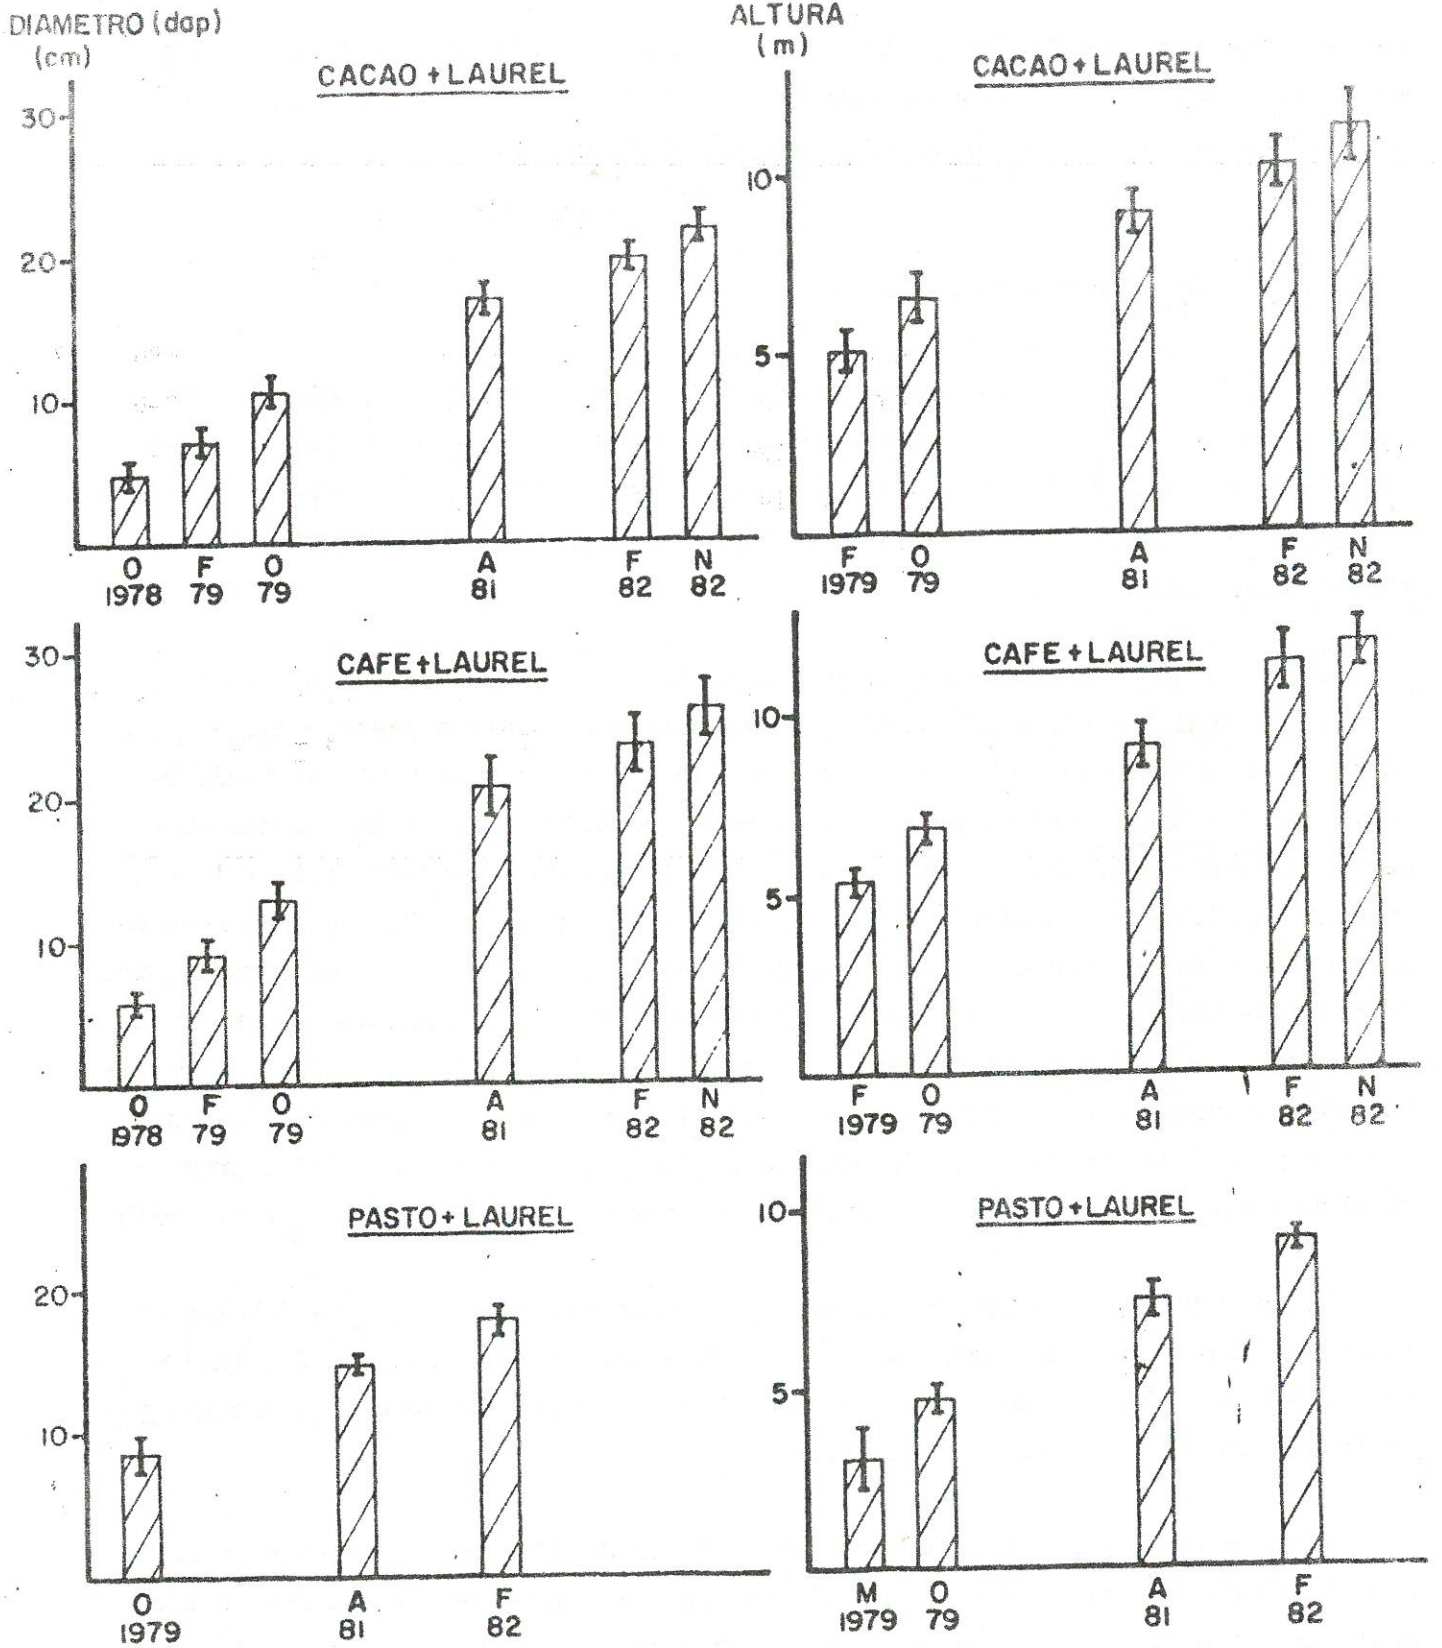 DIAMETRO (dap)
(cm)
CACAO + LAUREL
30
20
10
O F O A F N
1978 79 79 81 82 82
ALTURA
(m)
CACAO + LAUREL
10
5
F O A F N
1979 79 81 82 82
CAFE + LAUREL
30
20
10
O F O A F N
1978 79 79 81 82 82
CAFE + LAUREL
10
5
F O A F N
1979 79 81 82 82
PASTO + LAUREL
20
10
O A F
1979 81 82
PASTO + LAUREL
10
5
M O A F
1979 79 81 82